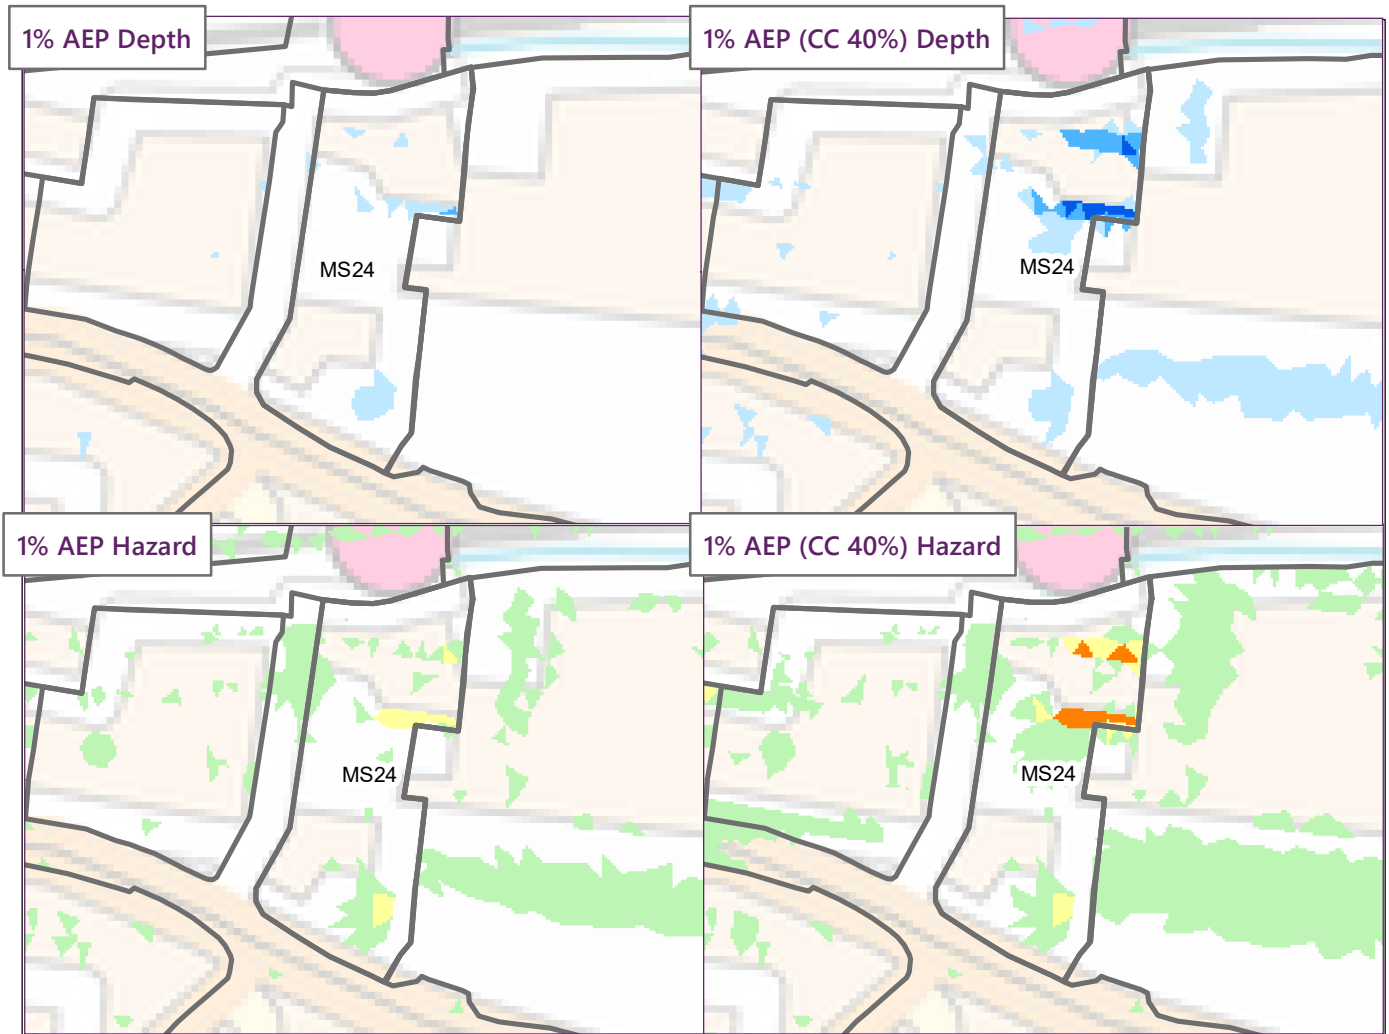 1% AEP Depth
1% AEP (CC 40%) Depth
MS24
MS24
1% AEP Hazard
1% AEP (CC 40%) Hazard
MS24
MS24